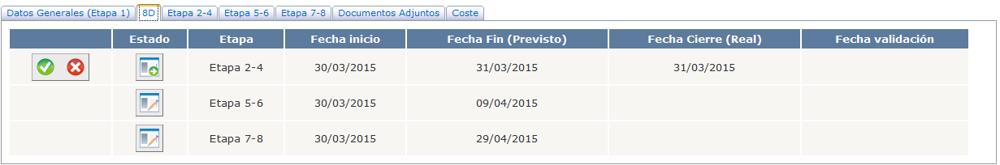 Datos Generales (Etapa 1) 8D Etapa 2-4 Etapa 5-6 Etapa 7-8 Documentos Adjuntos Coste
Estado Etapa Fecha inicio Fecha Fin (Previsto) Fecha Cierre (Real) Fecha validación
Etapa 2-4 30/03/2015 31/03/2015 31/03/2015
Etapa 5-6 30/03/2015 09/04/2015
Etapa 7-8 30/03/2015 29/04/2015